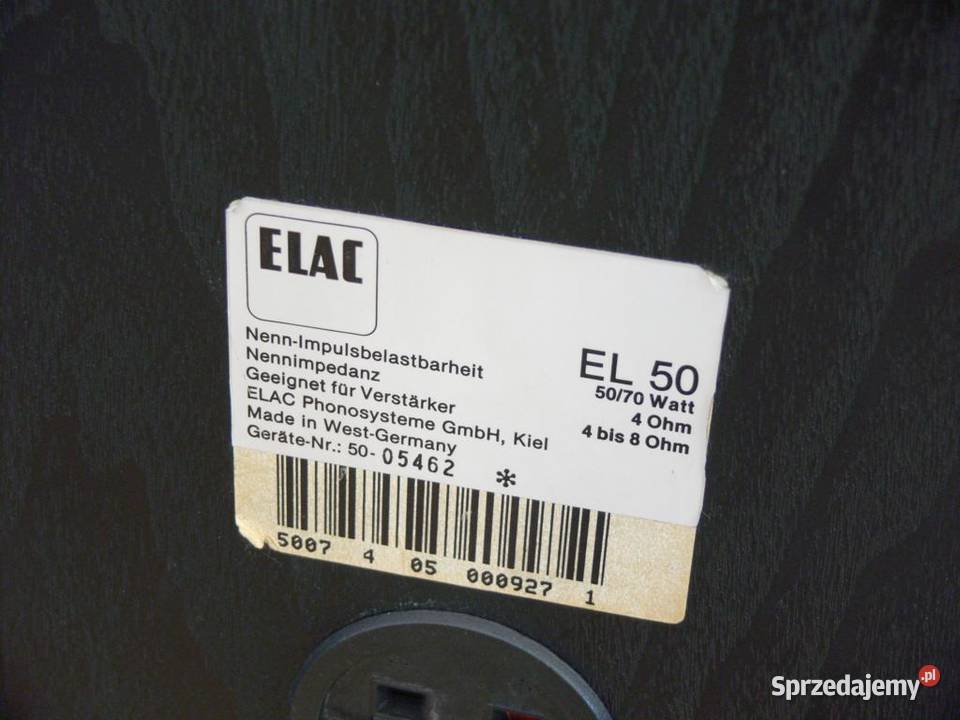 ELAC
EL 50
Nenn-Impulsbelastbarheit 50/70 Watt
Nennimpedanz 4 Ohm
Geeignet für Verstärker 4 bis 8 Ohm
ELAC Phonosysteme GmbH, Kiel
Made in West-Germany
Geräte-Nr.: 50-05462 *
5007 4 05 000927 1
Sprzedajemy.pl